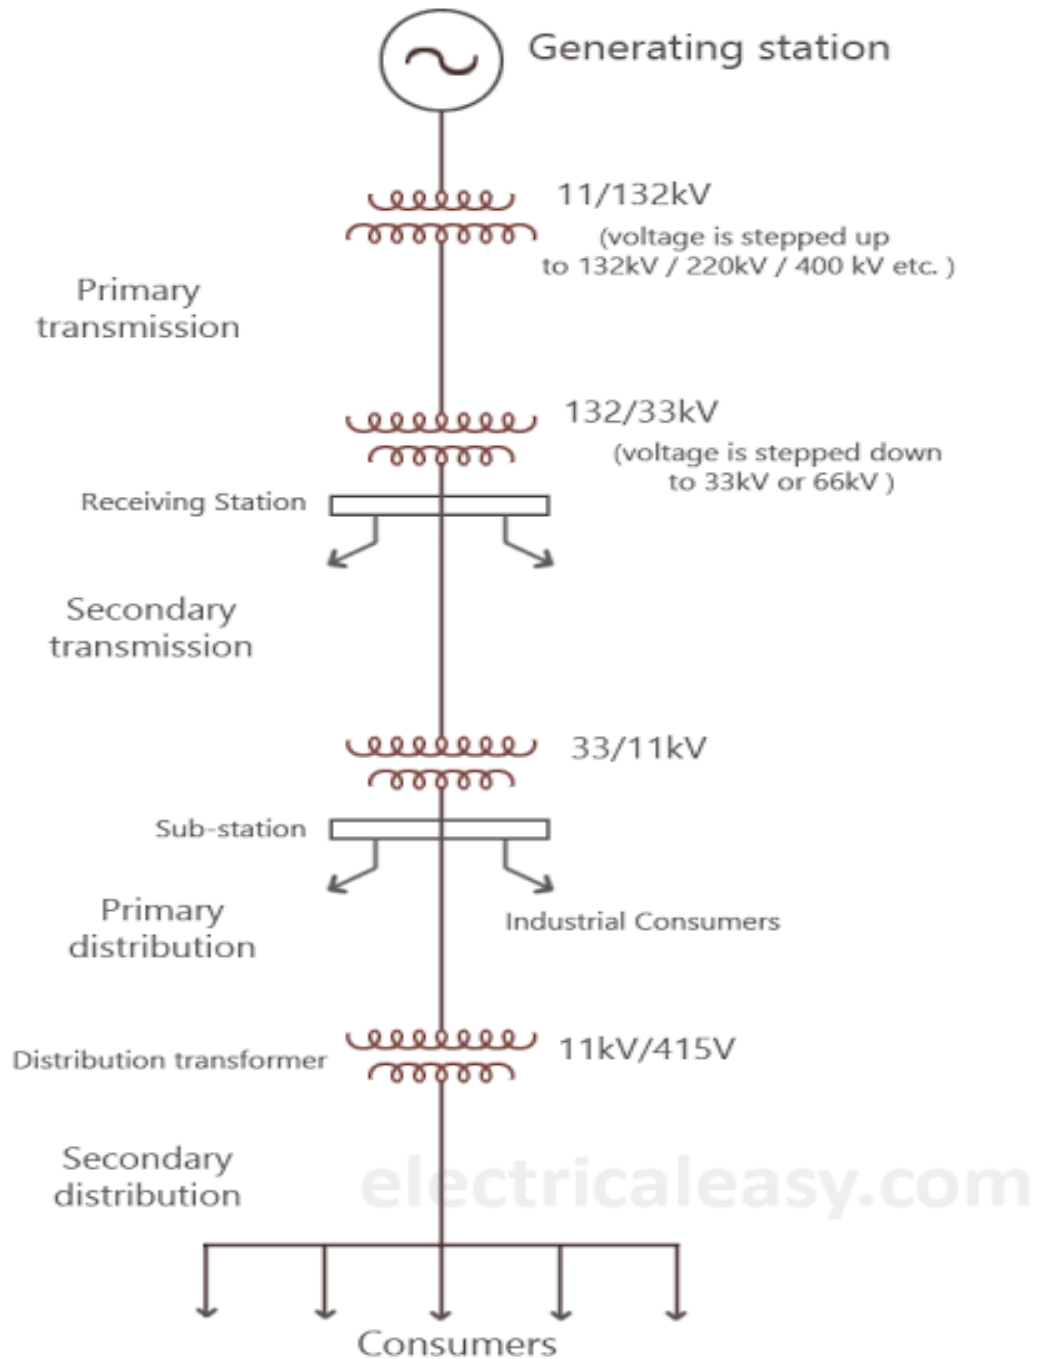 Generating station
11/132kV
(voltage is stepped up
to 132kV / 220kV / 400 kV etc. )
Primary
transmission
132/33kV
(voltage is stepped down
to 33kV or 66kV )
Receiving Station
Secondary
transmission
33/11kV
Sub-station
Primary
distribution
Industrial Consumers
11kV/415V
Distribution transformer
Secondary
distribution
electricaleasy.com
Consumers